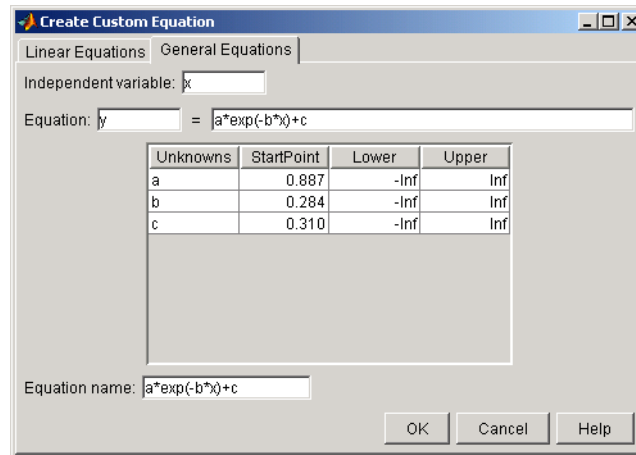 Create Custom Equation
Linear Equations General Equations
Independent variable: x
Equation: y = a*exp(-b*x)+c
Unknowns StartPoint Lower Upper
a 0.887 -Inf Inf
b 0.284 -Inf Inf
c 0.310 -Inf Inf
Equation name: a*exp(-b*x)+c
OK Cancel Help